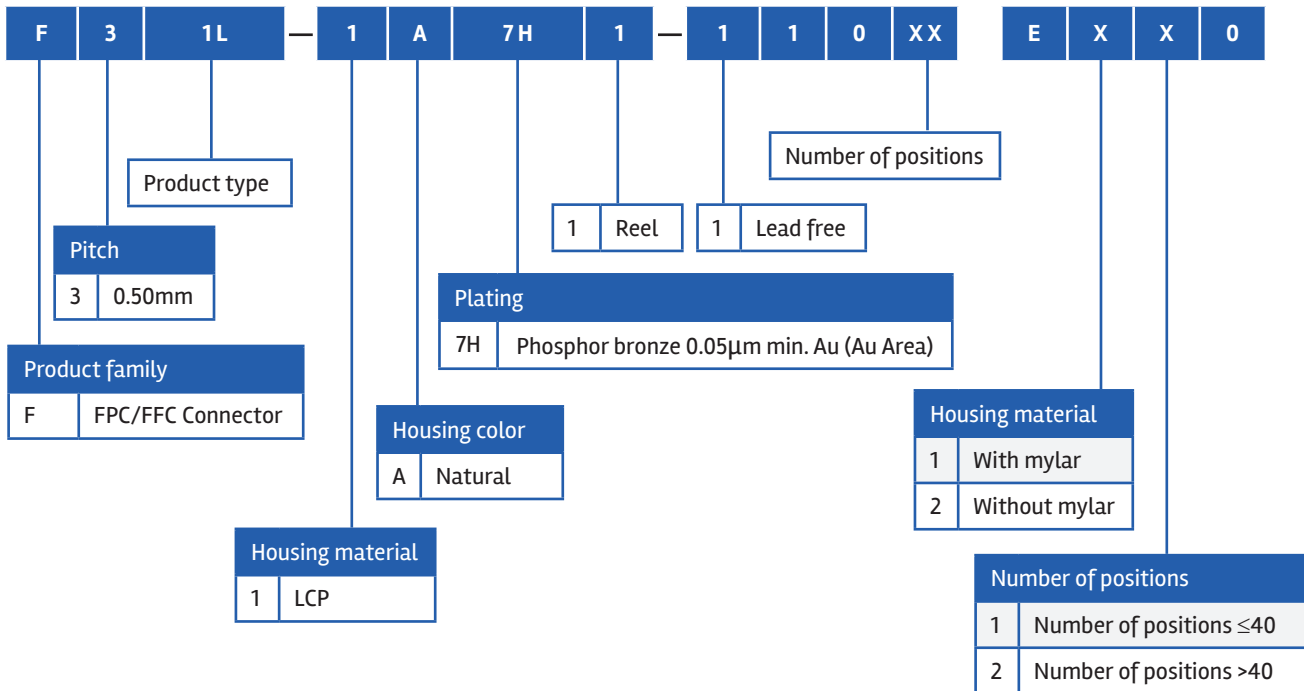 F 3 1L — 1 A 7H 1 — 1 1 0 XX E X X 0
Number of positions
Product type
1 Reel
1 Lead free
Pitch
3 0.50mm
Plating
7H Phosphor bronze 0.05μm min. Au (Au Area)
Product family
F FPC/FFC Connector
Housing color
A Natural
Housing material
1 With mylar
2 Without mylar
Housing material
1 LCP
Number of positions
1 Number of positions ≤40
2 Number of positions >40